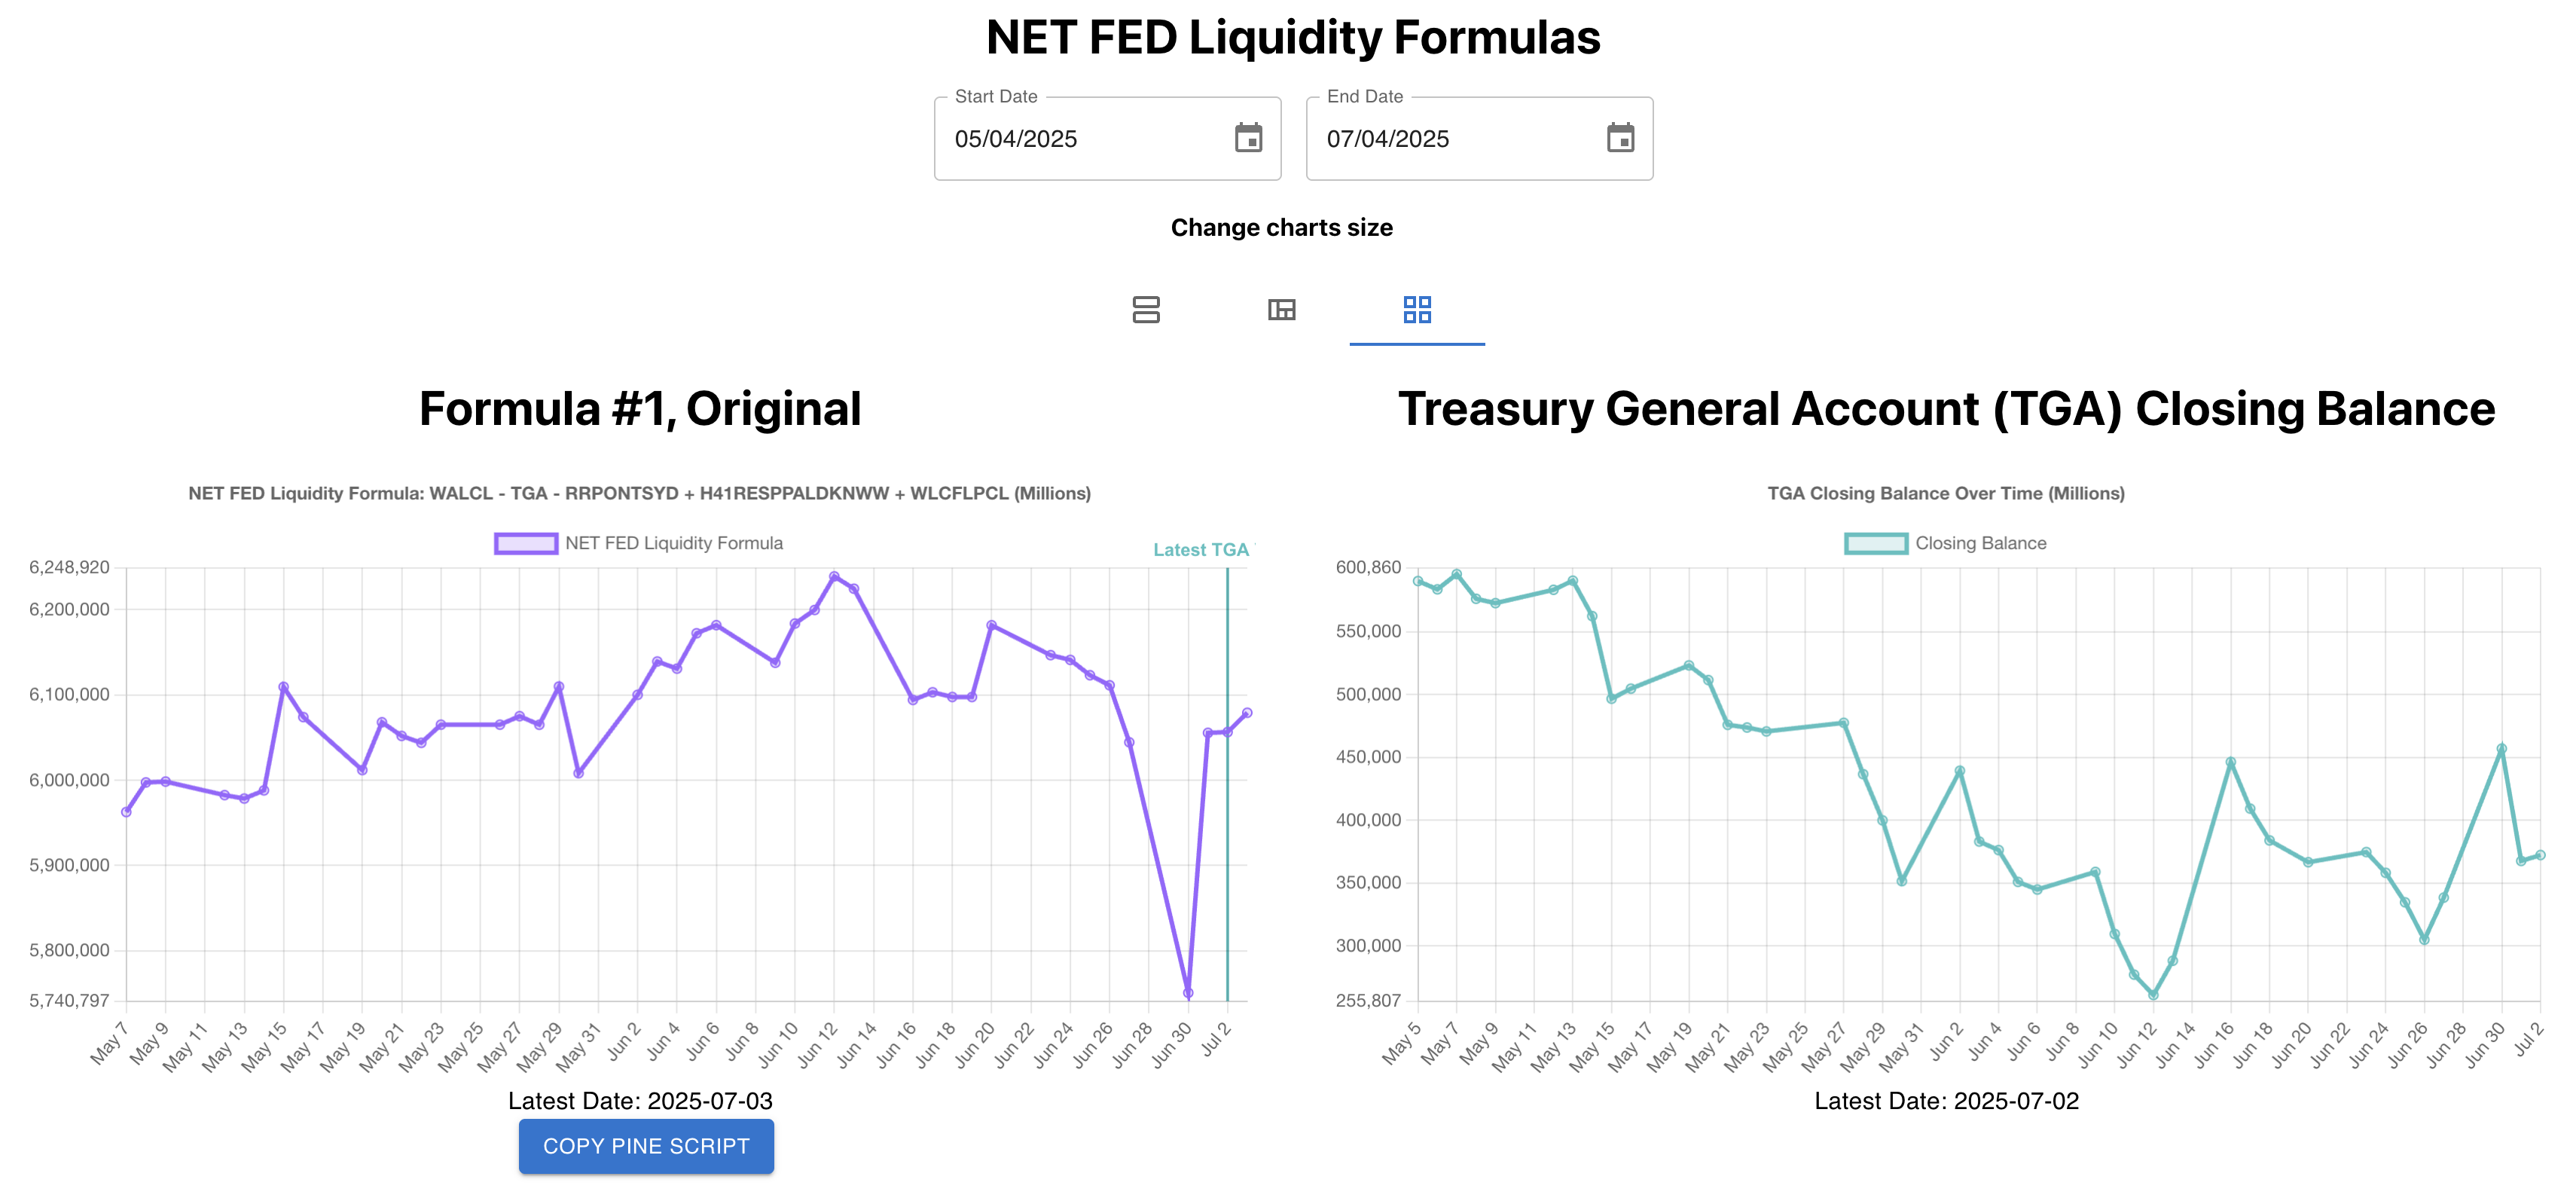 NET FED Liquidity Formulas
Start Date
05/04/2025
End Date
07/04/2025
Change charts size
Formula #1, Original
NET FED Liquidity Formula: WALCL - TGA - RRPONTSYD + H41RESPPALDKNWW + WLCFLPCL (Millions)
NET FED Liquidity Formula
Latest TGA
6,248,920
6,200,000
6,100,000
6,000,000
5,900,000
5,800,000
5,740,797
May 7
May 9
May 11
May 13
May 15
May 17
May 19
May 21
May 23
May 25
May 27
May 29
May 31
Jun 2
Jun 4
Jun 6
Jun 8
Jun 10
Jun 12
Jun 14
Jun 16
Jun 18
Jun 20
Jun 22
Jun 24
Jun 26
Jun 28
Jun 30
Jul 2
Latest Date: 2025-07-03
COPY PINE SCRIPT
Treasury General Account (TGA) Closing Balance
TGA Closing Balance Over Time (Millions)
Closing Balance
600,860
550,000
500,000
450,000
400,000
350,000
300,000
255,807
May 5
May 7
May 9
May 11
May 13
May 15
May 17
May 19
May 21
May 23
May 25
May 27
May 29
May 31
Jun 2
Jun 4
Jun 6
Jun 8
Jun 10
Jun 12
Jun 14
Jun 16
Jun 18
Jun 20
Jun 22
Jun 24
Jun 26
Jun 28
Jun 30
Jul 2
Latest Date: 2025-07-02